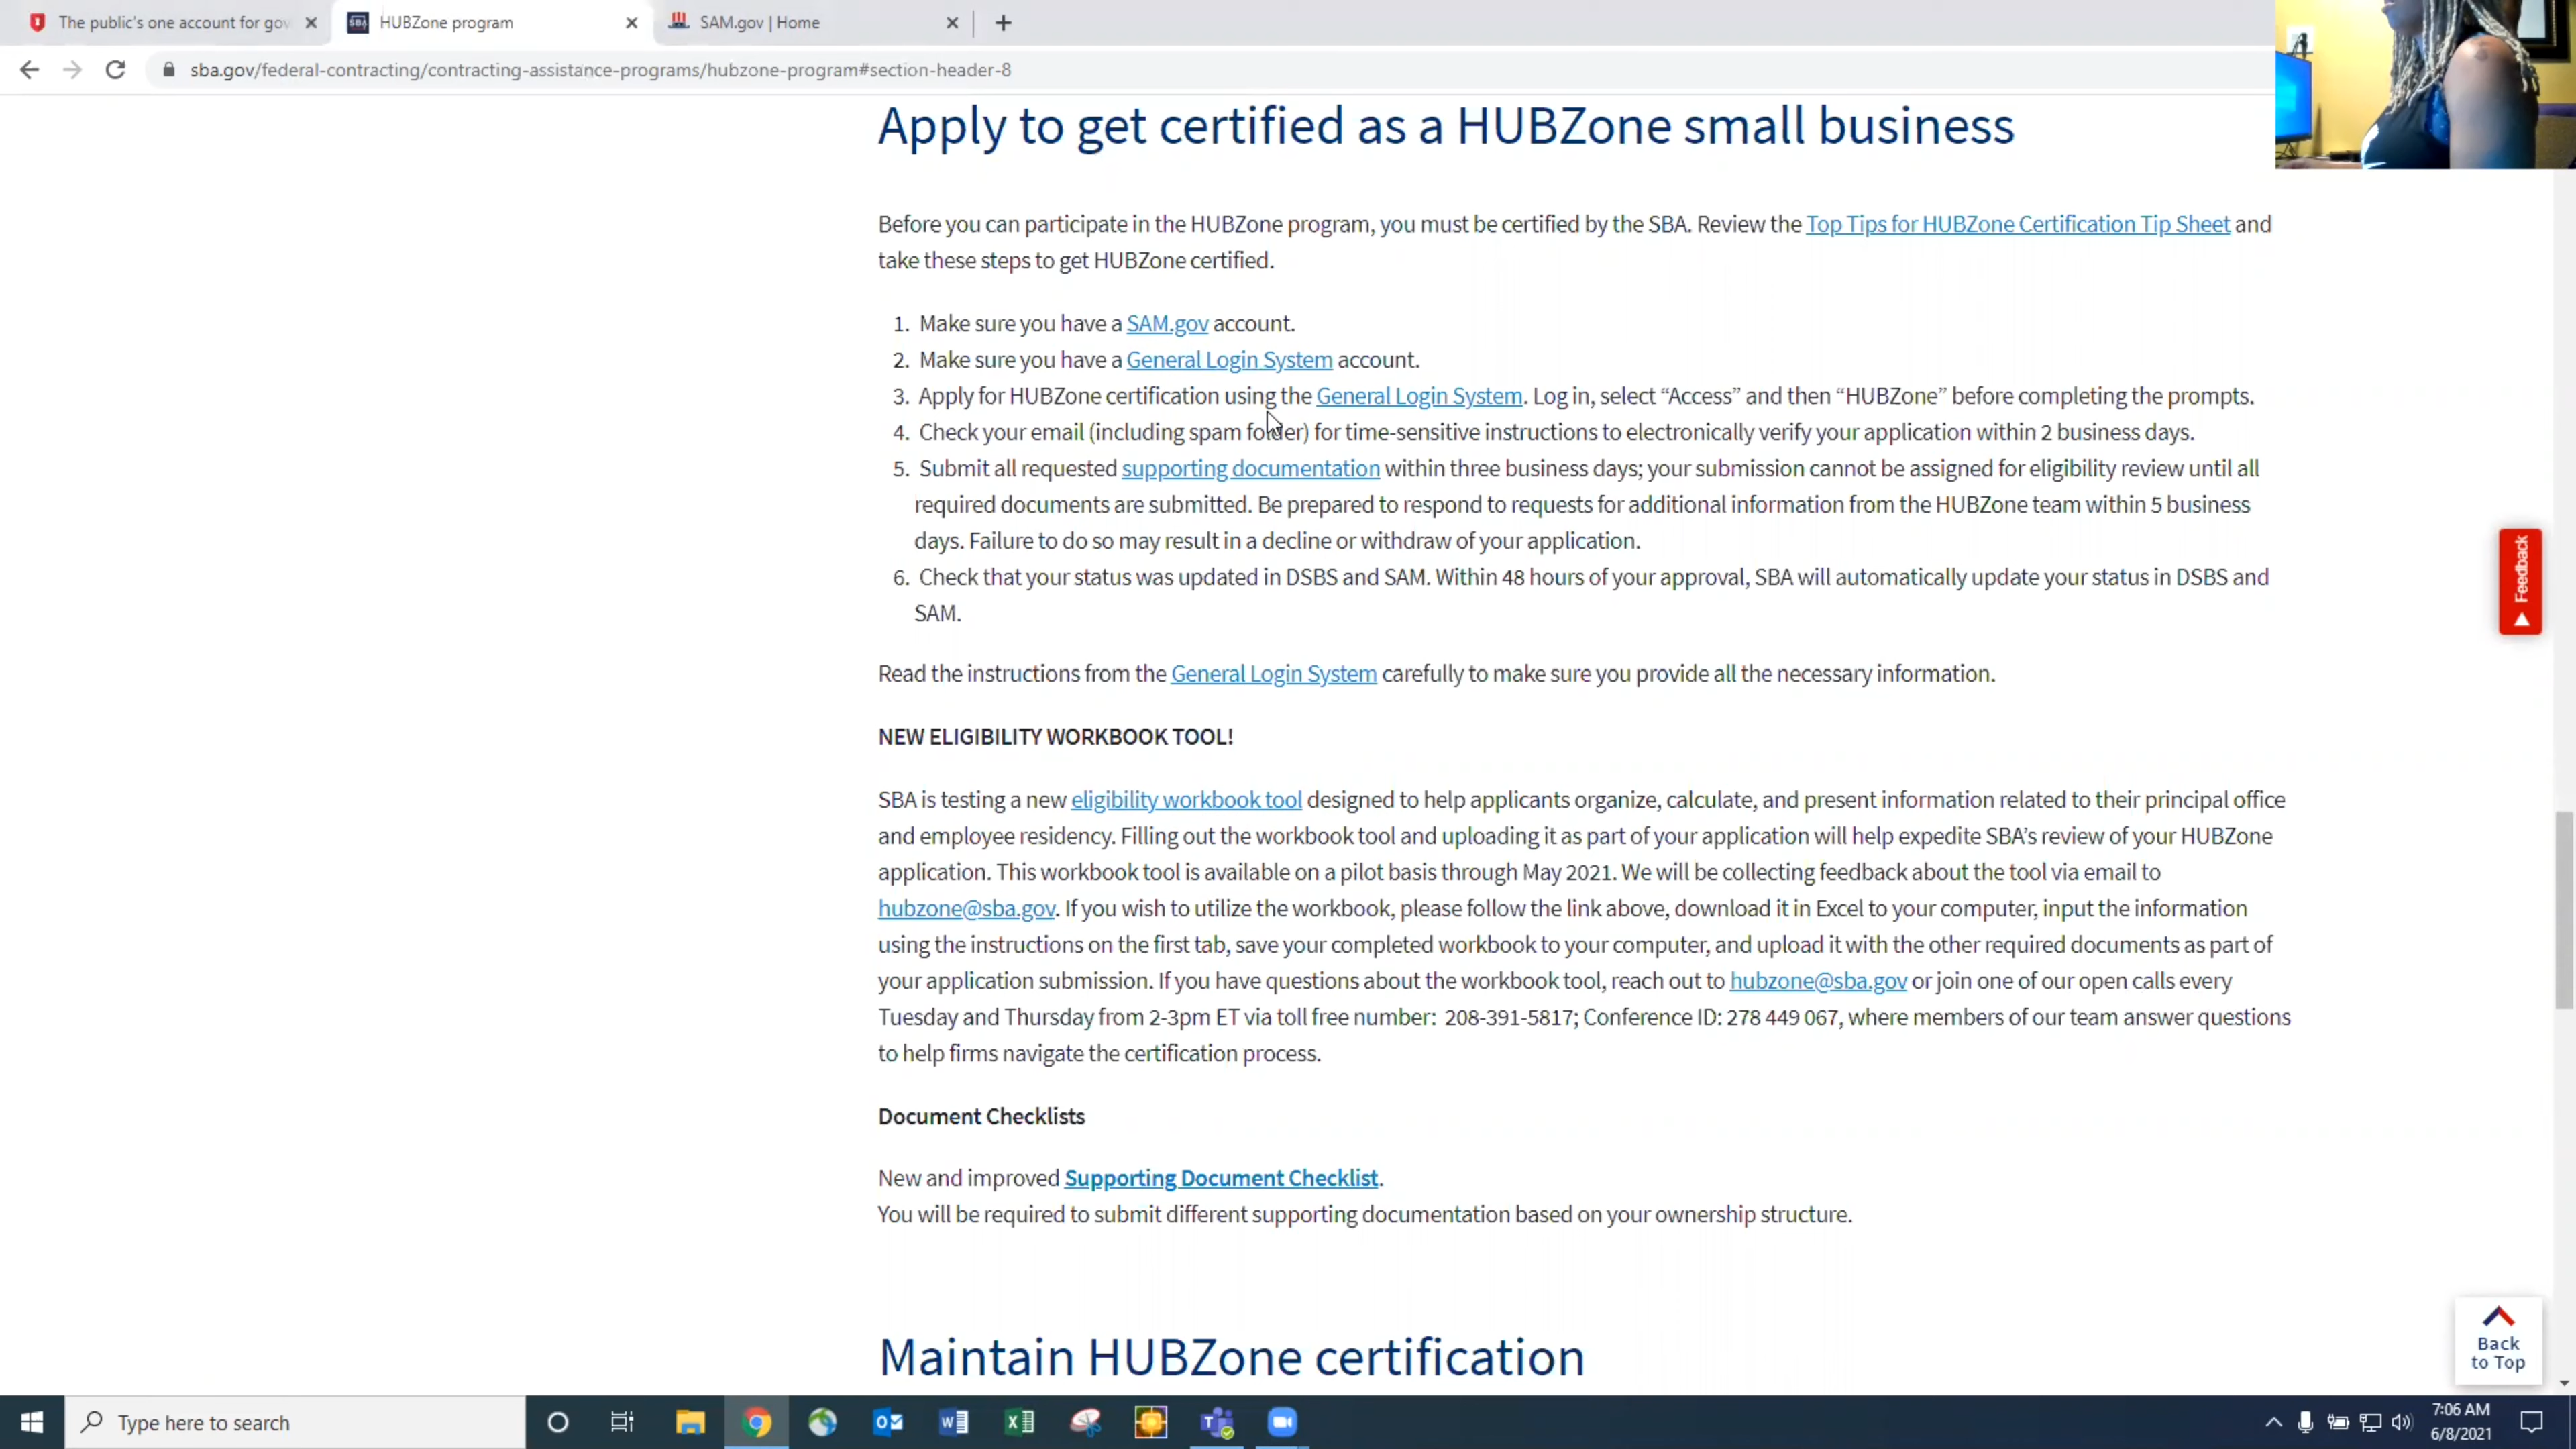 The public's one account for gov
HUBZone program
SAM.gov | Home
sba.gov/federal-contracting/contracting-assistance-programs/hubzone-program#section-header-8
Apply to get certified as a HUBZone small business
Before you can participate in the HUBZone program, you must be certified by the SBA. Review the Top Tips for HUBZone Certification Tip Sheet and
take these steps to get HUBZone certified.
1. Make sure you have a SAM.gov account.
2. Make sure you have a General Login System account.
3. Apply for HUBZone certification using the General Login System. Log in, select “Access” and then “HUBZone” before completing the prompts.
4. Check your email (including spam folder) for time-sensitive instructions to electronically verify your application within 2 business days.
5. Submit all requested supporting documentation within three business days; your submission cannot be assigned for eligibility review until all
required documents are submitted. Be prepared to respond to requests for additional information from the HUBZone team within 5 business
days. Failure to do so may result in a decline or withdraw of your application.
6. Check that your status was updated in DSBS and SAM. Within 48 hours of your approval, SBA will automatically update your status in DSBS and
SAM.
Feedback
Read the instructions from the General Login System carefully to make sure you provide all the necessary information.
NEW ELIGIBILITY WORKBOOK TOOL!
SBA is testing a new eligibility workbook tool designed to help applicants organize, calculate, and present information related to their principal office
and employee residency. Filling out the workbook tool and uploading it as part of your application will help expedite SBA’s review of your HUBZone
application. This workbook tool is available on a pilot basis through May 2021. We will be collecting feedback about the tool via email to
hubzone@sba.gov. If you wish to utilize the workbook, please follow the link above, download it in Excel to your computer, input the information
using the instructions on the first tab, save your completed workbook to your computer, and upload it with the other required documents as part of
your application submission. If you have questions about the workbook tool, reach out to hubzone@sba.gov or join one of our open calls every
Tuesday and Thursday from 2-3pm ET via toll free number: 208-391-5817; Conference ID: 278 449 067, where members of our team answer questions
to help firms navigate the certification process.
Document Checklists
New and improved Supporting Document Checklist.
You will be required to submit different supporting documentation based on your ownership structure.
Back
to Top
Maintain HUBZone certification
Type here to search
7:06 AM
6/8/2021